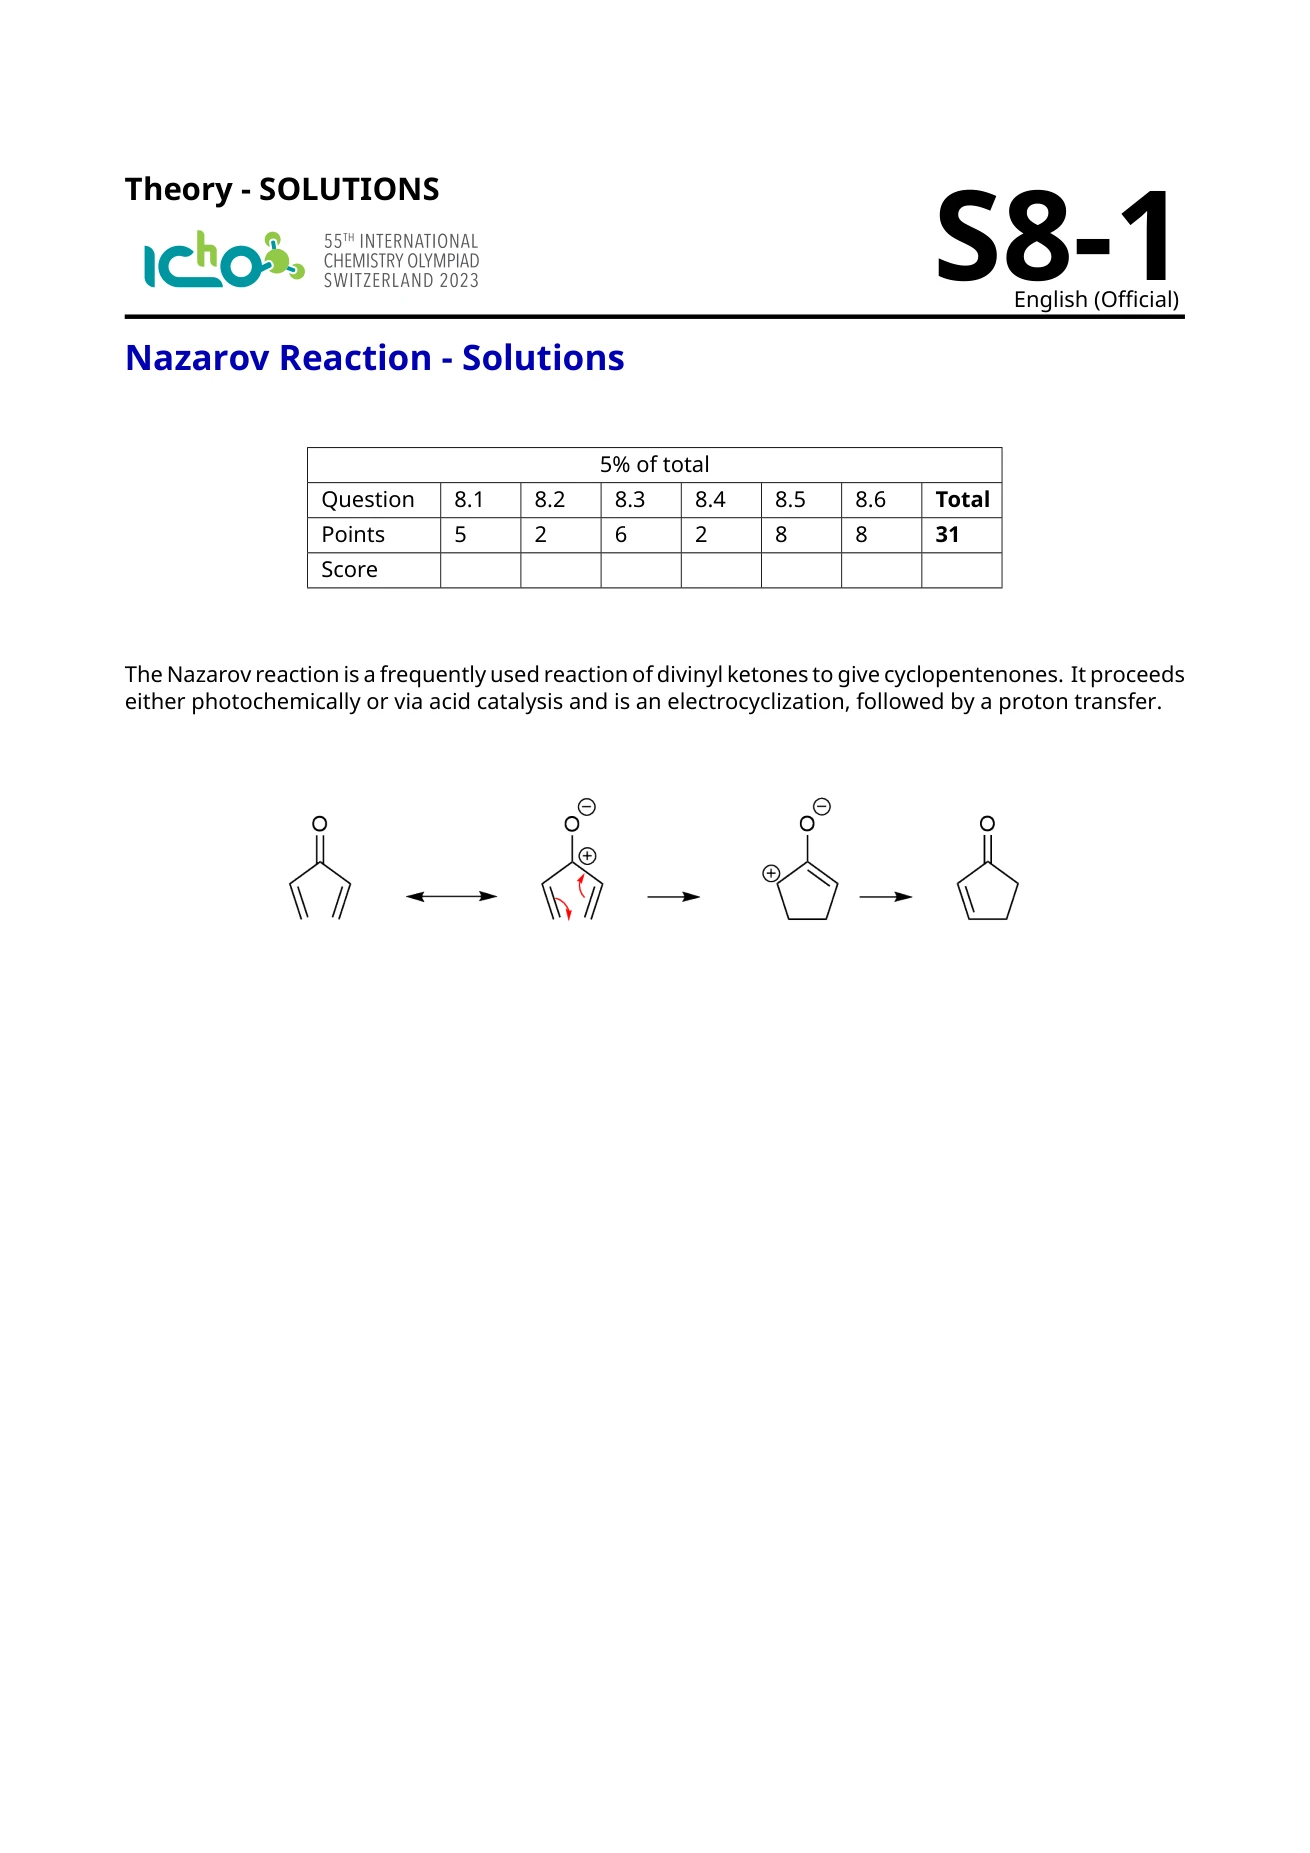 Theory - SOLUTIONS
IChO
55TH INTERNATIONAL
CHEMISTRY OLYMPIAD
SWITZERLAND 2023
S8-1
English (Official)
Nazarov Reaction - Solutions
5% of total
Question 8.1 8.2 8.3 8.4 8.5 8.6 Total
Points 5 2 6 2 8 8 31
Score
The Nazarov reaction is a frequently used reaction of divinyl ketones to give cyclopentenones. It proceeds
either photochemically or via acid catalysis and is an electrocyclization, followed by a proton transfer.
O O ⊖ ⊕ O ⊖ ⊕ O